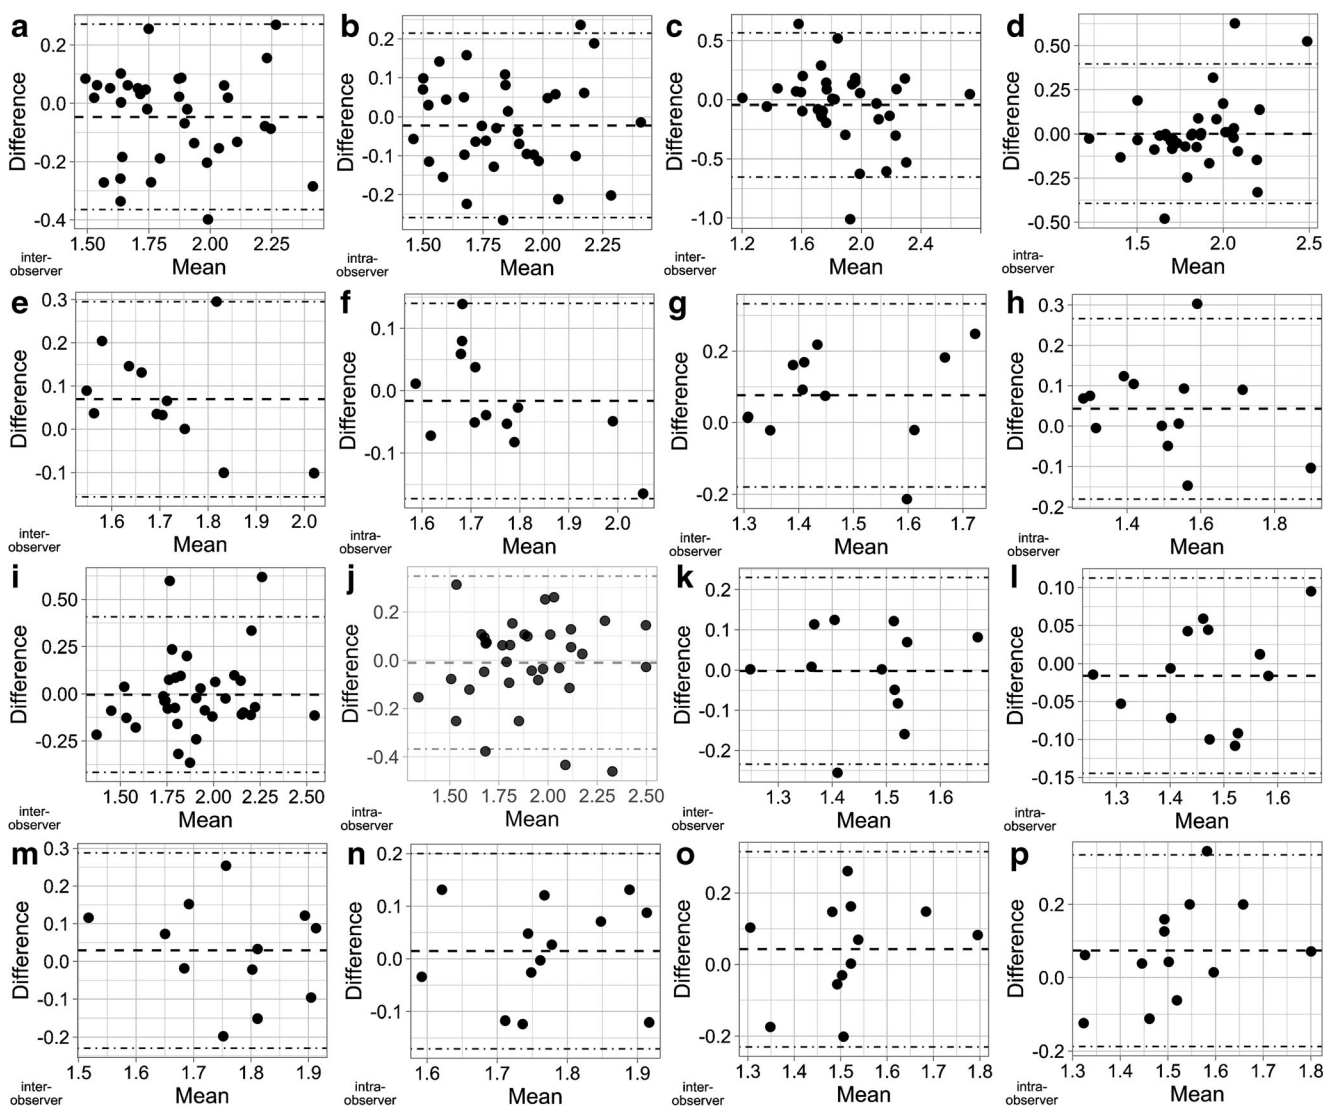 a
Difference
0.2
0.0
-0.2
-0.4
1.50 1.75 2.00 2.25
inter-observer
Mean
b
Difference
0.2
0.1
0.0
-0.1
-0.2
1.50 1.75 2.00 2.25
intra-observer
Mean
c
Difference
0.5
0.0
-0.5
-1.0
1.2 1.6 2.0 2.4
inter-observer
Mean
d
Difference
0.50
0.25
0.00
-0.25
-0.50
1.5 2.0 2.5
intra-observer
Mean
e
Difference
0.3
0.2
0.1
0.0
-0.1
1.6 1.7 1.8 1.9 2.0
inter-observer
Mean
f
Difference
0.1
0.0
-0.1
1.6 1.7 1.8 1.9 2.0
intra-observer
Mean
g
Difference
0.2
0.0
-0.2
1.3 1.4 1.5 1.6 1.7
inter-observer
Mean
h
Difference
0.3
0.2
0.1
0.0
-0.1
-0.2
1.4 1.6 1.8
intra-observer
Mean
i
Difference
0.50
0.25
0.00
-0.25
1.50 1.75 2.00 2.25 2.50
inter-observer
Mean
j
Difference
0.2
0.0
-0.2
-0.4
1.50 1.75 2.00 2.25 2.50
intra-observer
Mean
k
Difference
0.2
0.1
0.0
-0.1
-0.2
1.3 1.4 1.5 1.6
inter-observer
Mean
l
Difference
0.10
0.05
0.00
-0.05
-0.10
-0.15
1.3 1.4 1.5 1.6
intra-observer
Mean
m
Difference
0.3
0.2
0.1
0.0
-0.1
-0.2
1.5 1.6 1.7 1.8 1.9
inter-observer
Mean
n
Difference
0.2
0.1
0.0
-0.1
1.6 1.7 1.8 1.9
intra-observer
Mean
o
Difference
0.2
0.0
-0.2
1.3 1.4 1.5 1.6 1.7 1.8
inter-observer
Mean
p
Difference
0.2
0.0
-0.2
1.3 1.4 1.5 1.6 1.7 1.8
intra-observer
Mean